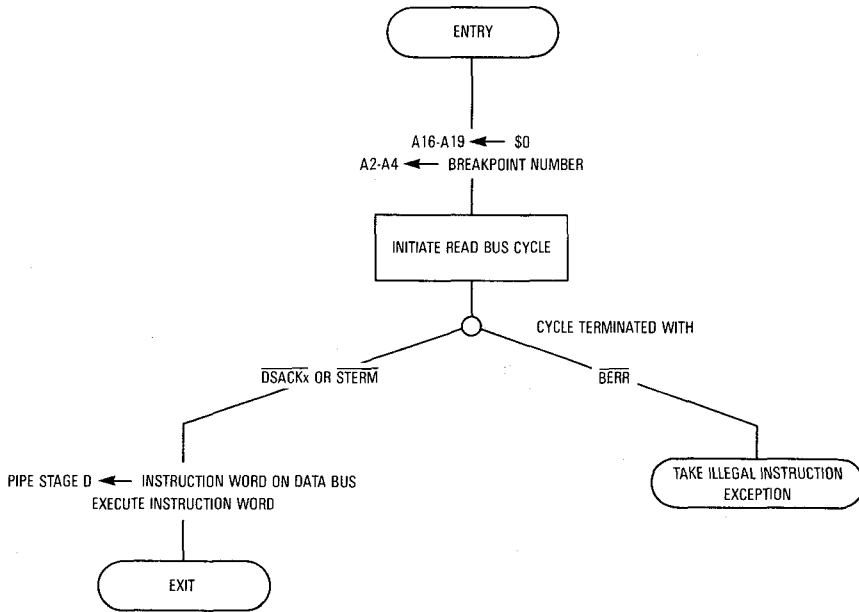 ENTRY
A16-A19 ← $0
A2-A4 ← BREAKPOINT NUMBER
INITIATE READ BUS CYCLE
CYCLE TERMINATED WITH
DSACKx OR STERM
BERR
PIPE STAGE D ← INSTRUCTION WORD ON DATA BUS
EXECUTE INSTRUCTION WORD
TAKE ILLEGAL INSTRUCTION
EXCEPTION
EXIT